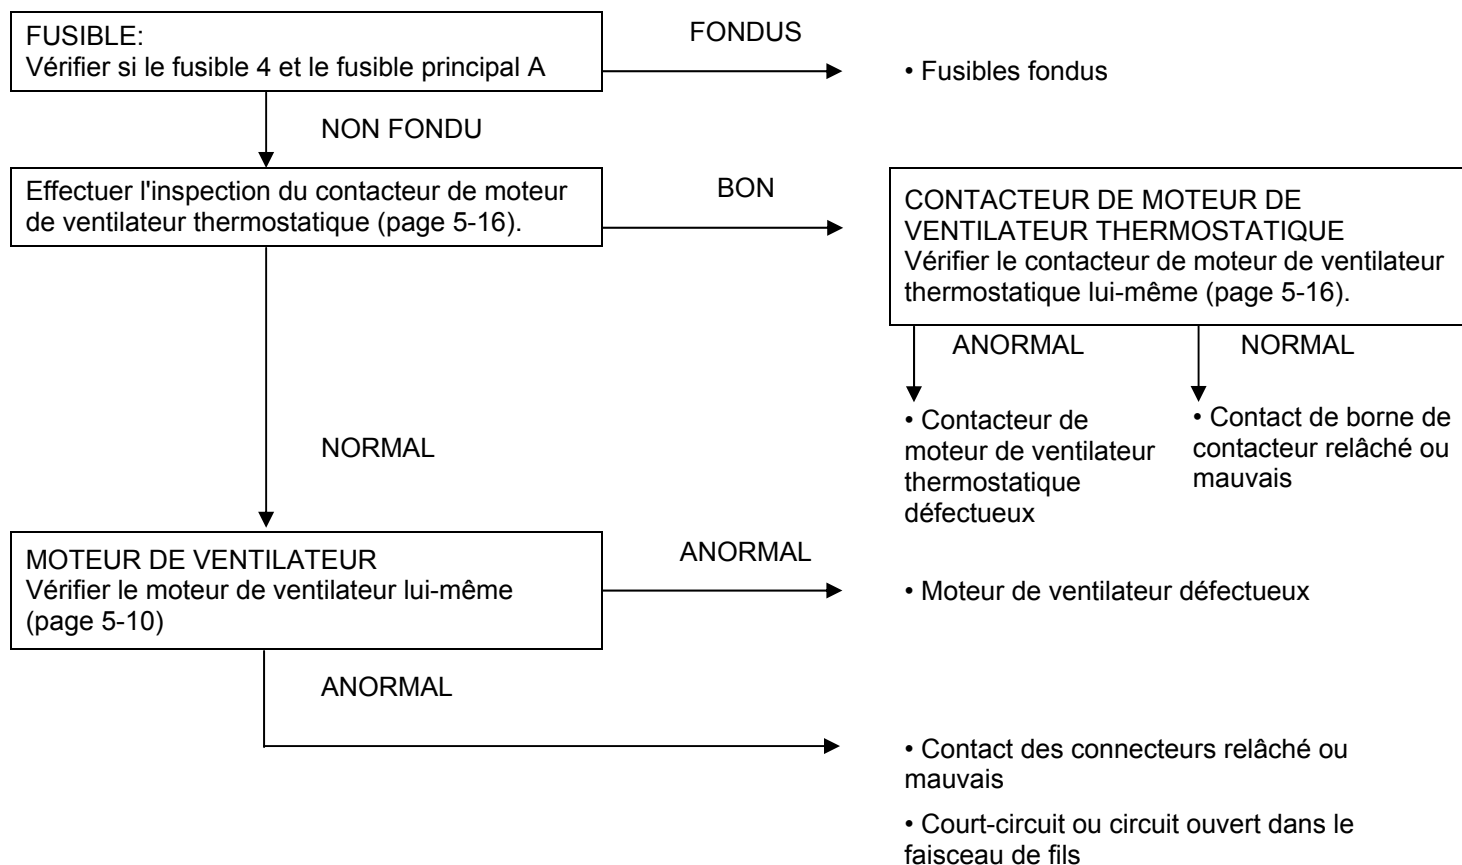 FUSIBLE:
Vérifier si le fusible 4 et le fusible principal A
FONDUS
• Fusibles fondus
NON FONDU
Effectuer l'inspection du contacteur de moteur
de ventilateur thermostatique (page 5-16).
BON
CONTACTEUR DE MOTEUR DE
VENTILATEUR THERMOSTATIQUE
Vérifier le contacteur de moteur de ventilateur
thermostatique lui-même (page 5-16).
ANORMAL
NORMAL
• Contacteur de
moteur de ventilateur
thermostatique
défectueux
• Contact de borne de
contacteur relâché ou
mauvais
NORMAL
MOTEUR DE VENTILATEUR
Vérifier le moteur de ventilateur lui-même
(page 5-10)
ANORMAL
• Moteur de ventilateur défectueux
ANORMAL
• Contact des connecteurs relâché ou
mauvais
• Court-circuit ou circuit ouvert dans le
faisceau de fils